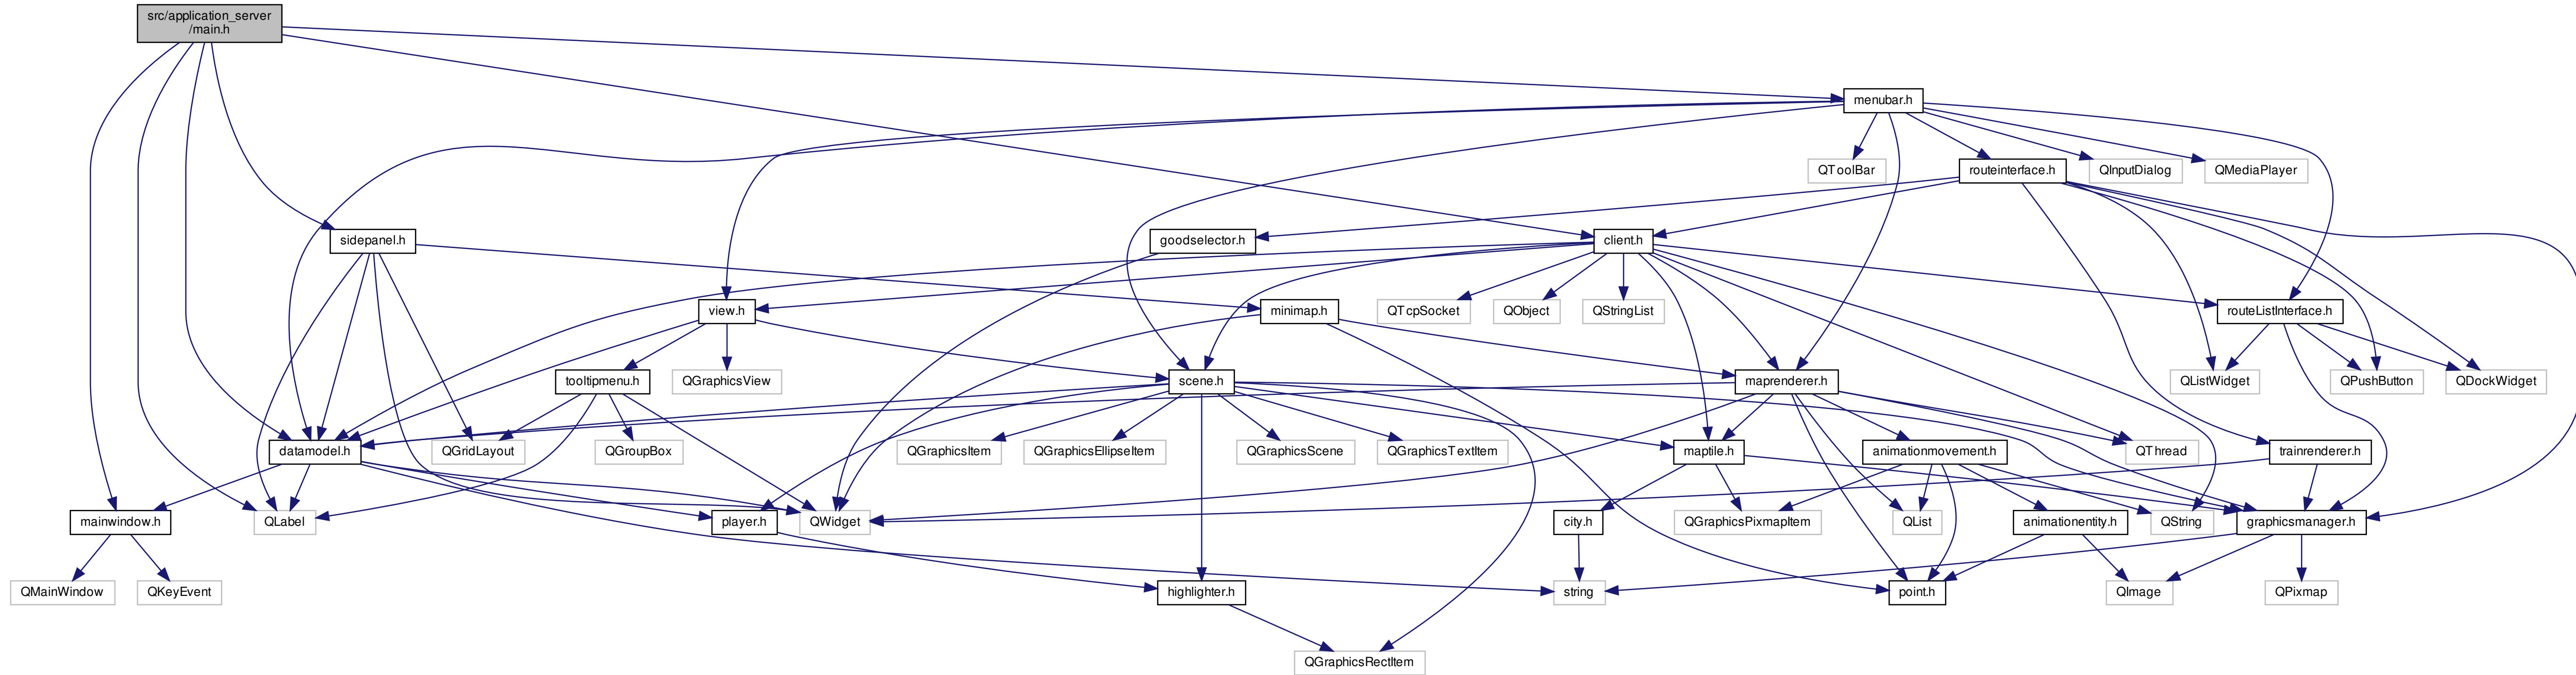 src/application_server
/main.h
menubar.h
QToolBar
routeinterface.h
QInputDialog
QMediaPlayer
sidepanel.h
goodselector.h
client.h
view.h
minimap.h
QTcpSocket
QObject
QStringList
routeListInterface.h
tooltipmenu.h
QGraphicsView
scene.h
maprenderer.h
QListWidget
QPushButton
QDockWidget
datamodel.h
QGridLayout
QGroupBox
QGraphicsItem
QGraphicsEllipseItem
QGraphicsScene
QGraphicsTextItem
maptile.h
animationmovement.h
QThread
trainrenderer.h
mainwindow.h
QLabel
player.h
QWidget
city.h
QGraphicsPixmapItem
QList
animationentity.h
QString
graphicsmanager.h
QMainWindow
QKeyEvent
highlighter.h
string
point.h
QImage
QPixmap
QGraphicsRectItem